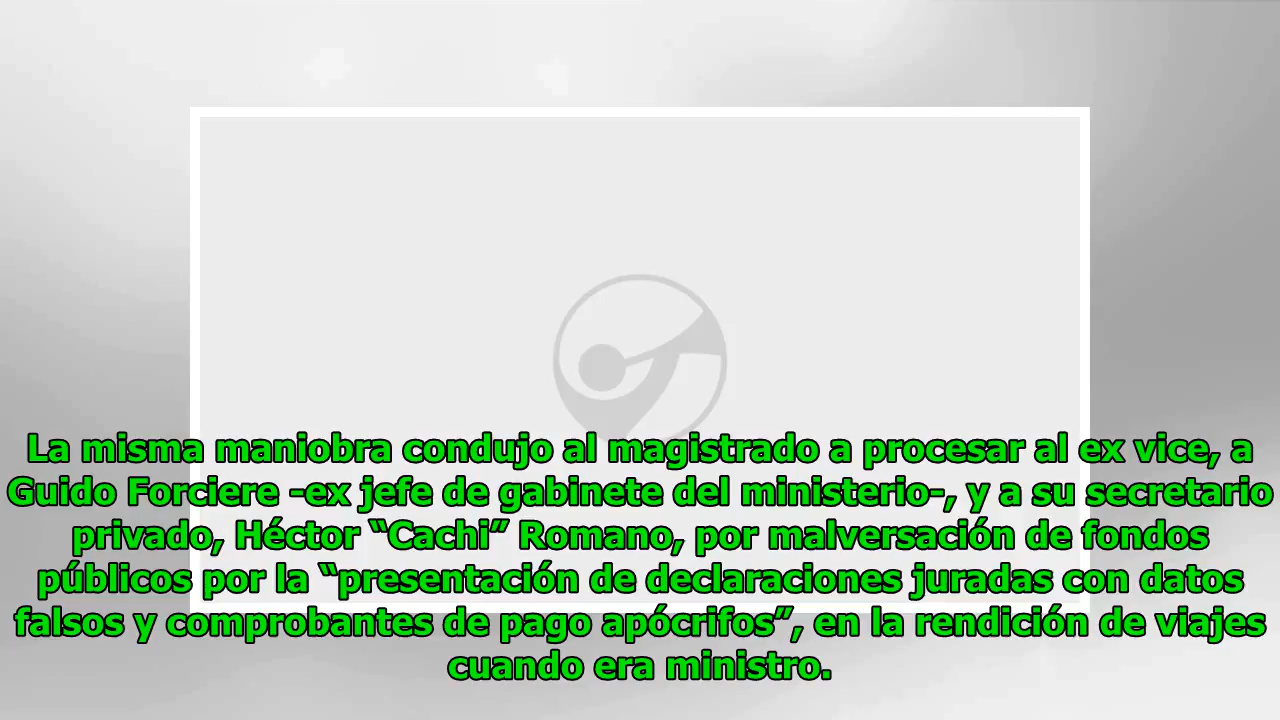 La misma maniobra condujo al magistrado a procesar al ex vice, a
Guido Forciere -ex jefe de gabinete del ministerio-, y a su secretario
privado, Héctor “Cachi” Romano, por malversación de fondos
públicos por la “presentación de declaraciones juradas con datos
falsos y comprobantes de pago apócrifos”, en la rendición de viajes
cuando era ministro.